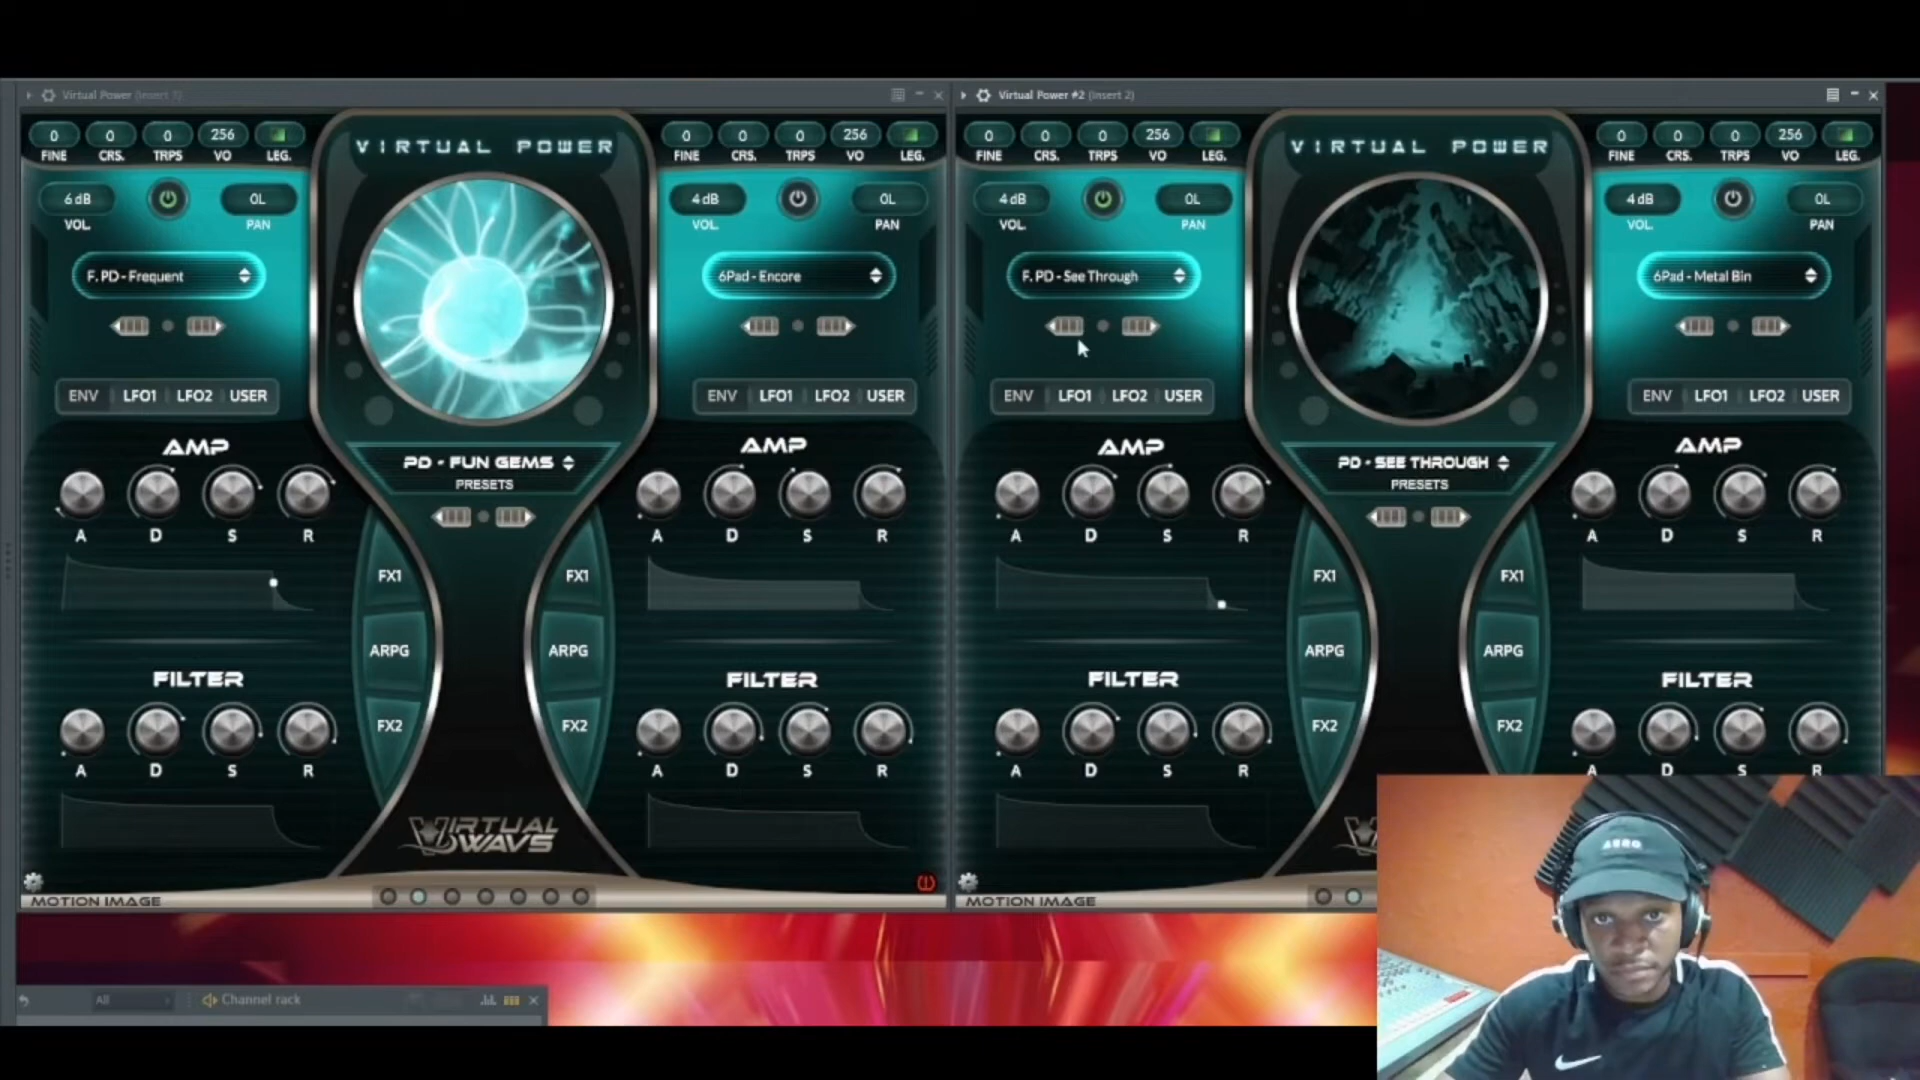 Virtual Power (Insert 1)
Virtual Power #2 (Insert 2)
0 0 0 256
FINE CRS. TRPS VO LEG.
VIRTUAL POWER
0 0 0 256
FINE CRS. TRPS VO LEG.
0 0 0 256
FINE CRS. TRPS VO LEG.
VIRTUAL POWER
0 0 0 256
FINE CRS. TRPS VO LEG.
6 dB 0L
VOL. PAN
4 dB 0L
VOL. PAN
4 dB 0L
VOL. PAN
4 dB 0L
VOL. PAN
F. PD - Frequent
6Pad - Encore
F. PD - See Through
6Pad - Metal Bin
ENV LFO1 LFO2 USER
ENV LFO1 LFO2 USER
ENV LFO1 LFO2 USER
ENV LFO1 LFO2 USER
AMP
PD - FUN GEMS
PRESETS
AMP
AMP
PD - SEE THROUGH
PRESETS
AMP
A D S R
A D S R
A D S R
A D S R
FX1 FX1
FX1 FX1
ARPG ARPG
ARPG ARPG
FILTER
FILTER
FILTER
FILTER
FX2 FX2
FX2 FX2
A D S R
A D S R
A D S R
A D S R
VIRTUAL
WAVS
MOTION IMAGE
MOTION IMAGE
All
Channel rack